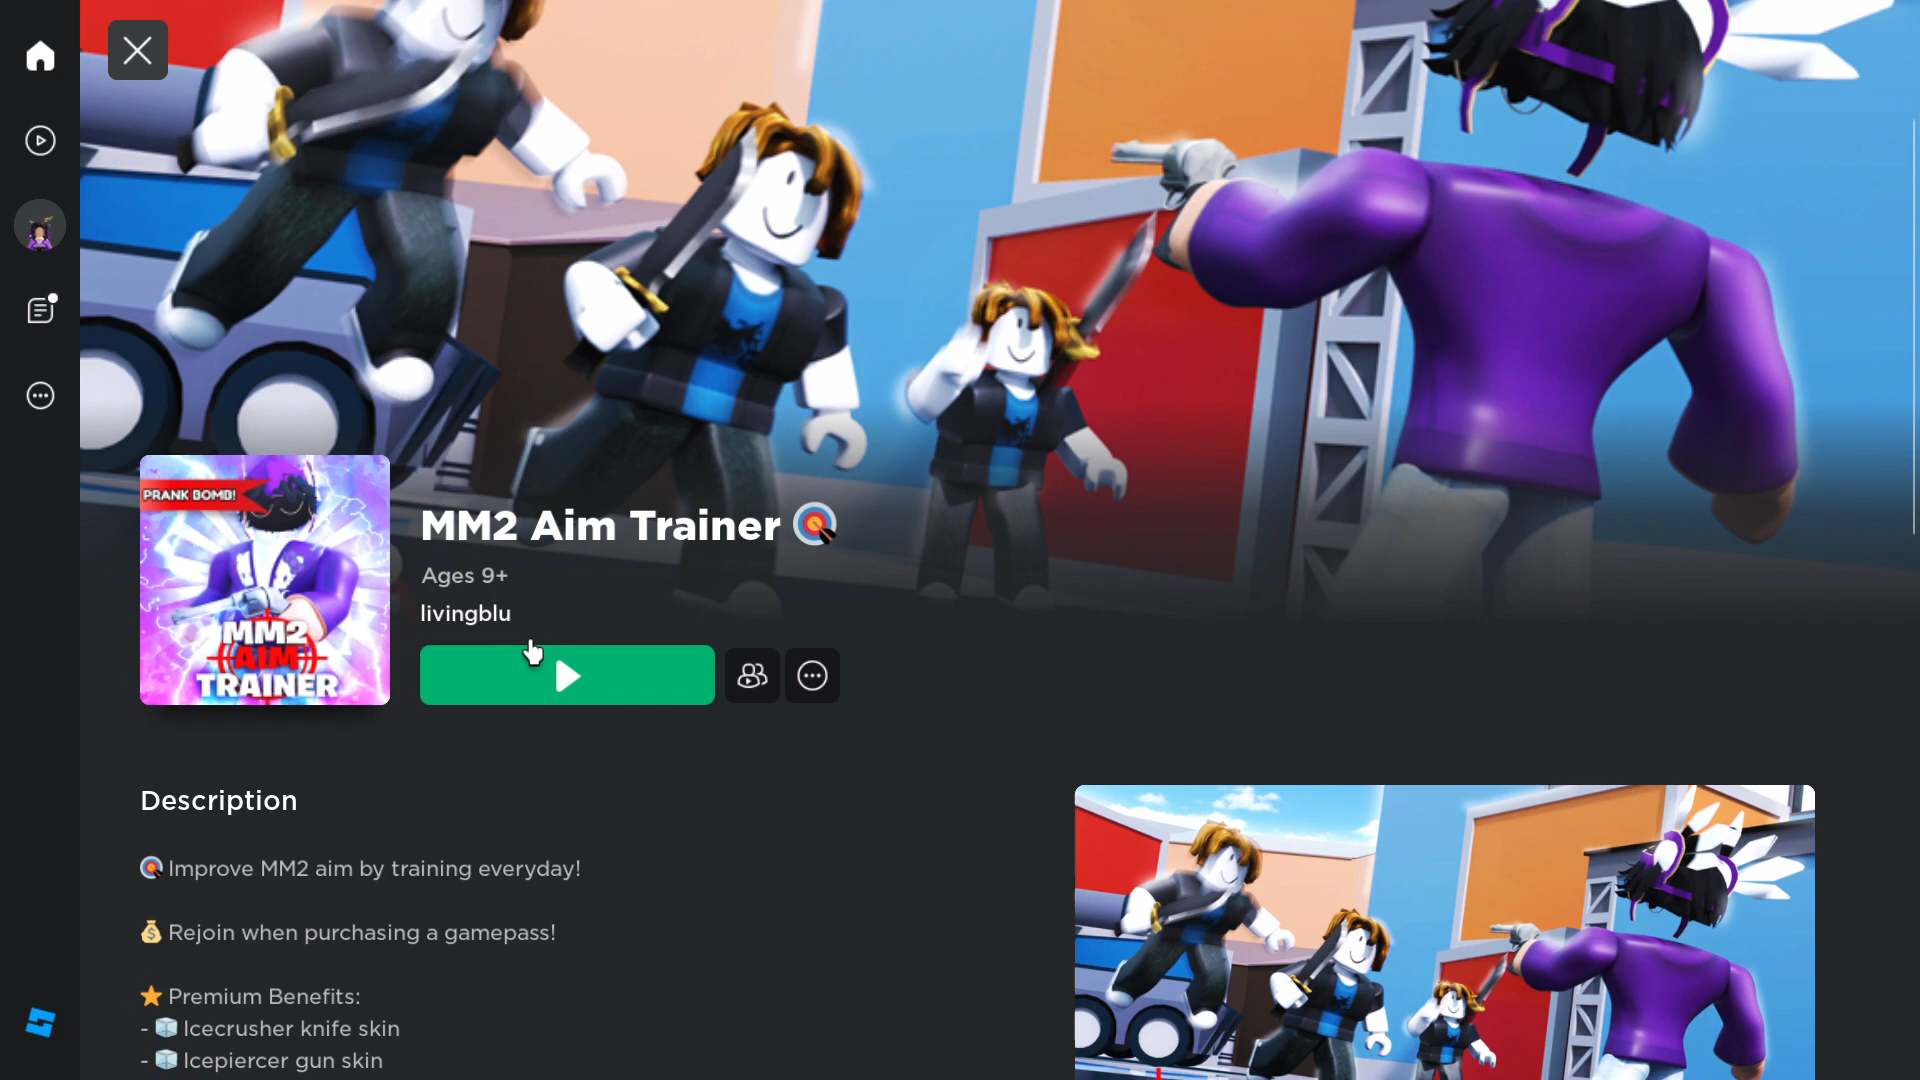 PRANK BOMB!
MM2
AIM
TRAINER
MM2 Aim Trainer 🎯
Ages 9+
livingblu
Description
🎯 Improve MM2 aim by training everyday!
💰 Rejoin when purchasing a gamepass!
⭐ Premium Benefits:
- 🧊 Icecrusher knife skin
- 🧊 Icepiercer gun skin